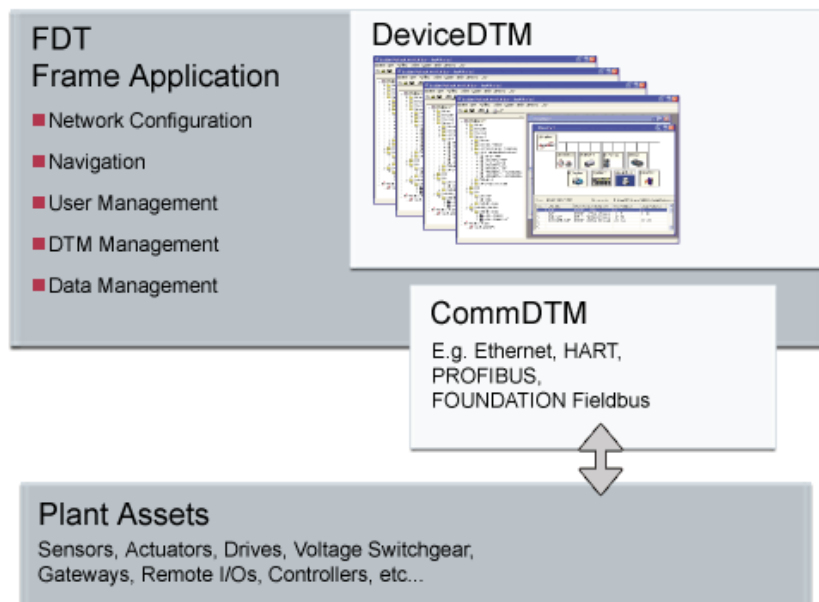 FDT
Frame Application
Network Configuration
Navigation
User Management
DTM Management
Data Management
DeviceDTM
CommDTM
E.g. Ethernet, HART,
PROFIBUS,
FOUNDATION Fieldbus
Plant Assets
Sensors, Actuators, Drives, Voltage Switchgear,
Gateways, Remote I/Os, Controllers, etc...